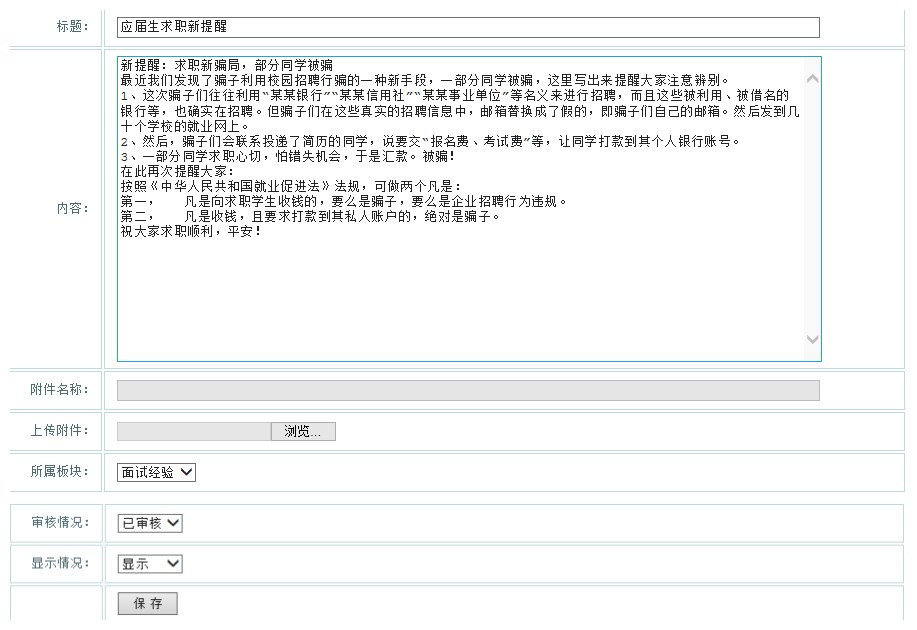 标题：
应届生求职新提醒
内容：
新提醒：求职新骗局，部分同学被骗
最近我们发现了骗子利用校园招聘行骗的一种新手段，一部分同学被骗，这里写出来提醒大家注意辨别。
1、这次骗子们往往利用“某某银行”“某某信用社”“某某事业单位”等名义来进行招聘，而且这些被利用、被借名的
银行等，也确实在招聘。但骗子们在这些真实的招聘信息中，邮箱替换成了假的，即骗子们自己的邮箱。然后发到几
十个学校的就业网上。
2、然后，骗子们会联系投递了简历的同学，说要交“报名费、考试费”等，让同学打款到其个人银行账号。
3、一部分同学求职心切，怕错失机会，于是汇款。被骗！
在此再次提醒大家：
按照《中华人民共和国就业促进法》法规，可做两个凡是：
第一，  凡是向求职学生收钱的，要么是骗子，要么是企业招聘行为违规。
第二，  凡是收钱，且要求打款到其私人账户的，绝对是骗子。
祝大家求职顺利，平安！
附件名称：
上传附件：
浏览...
所属板块：
面试经验
审核情况：
已审核
显示情况：
显示
保 存